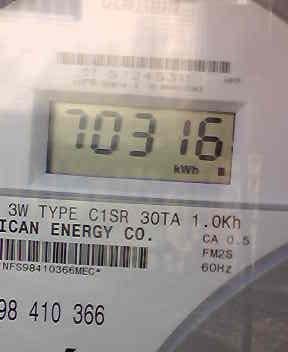 70316
kWh
3W TYPE C1SR 30TA 1.0Kh
ICAN ENERGY CO.
CA 0.5
FM2S
60Hz
*NFS98410366MEC*
98 410 366